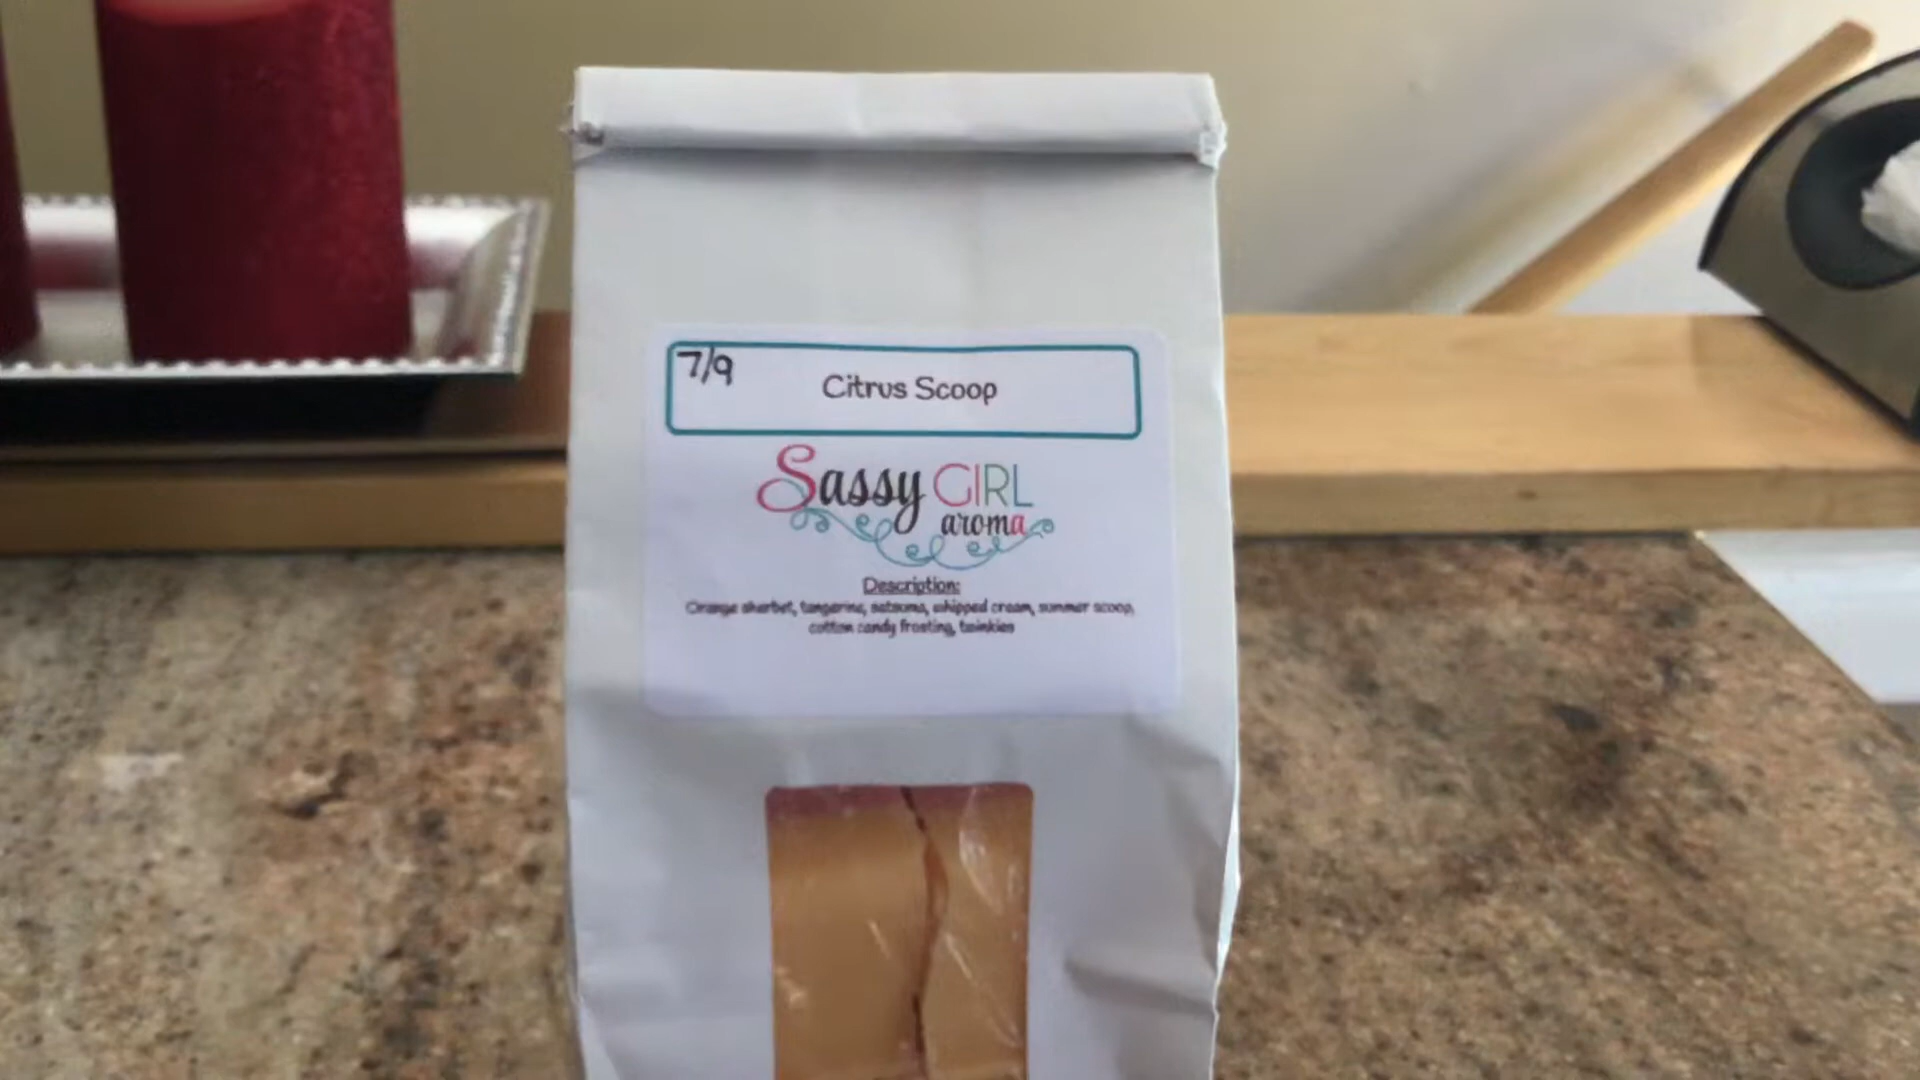 7/9
Citrus Scoop
Sassy GIRL
aroma
Description:
Orange sherbet, tangerine, satsuma, whipped cream, summer scoop,
cotton candy frosting, twinkies